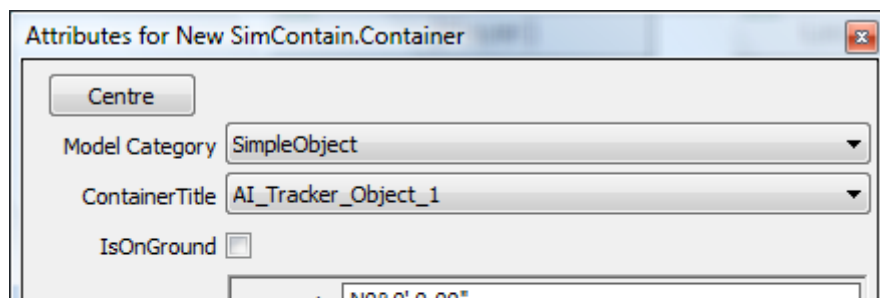 Attributes for New SimContain.Container
Centre
Model Category SimpleObject
ContainerTitle AI_Tracker_Object_1
IsOnGround